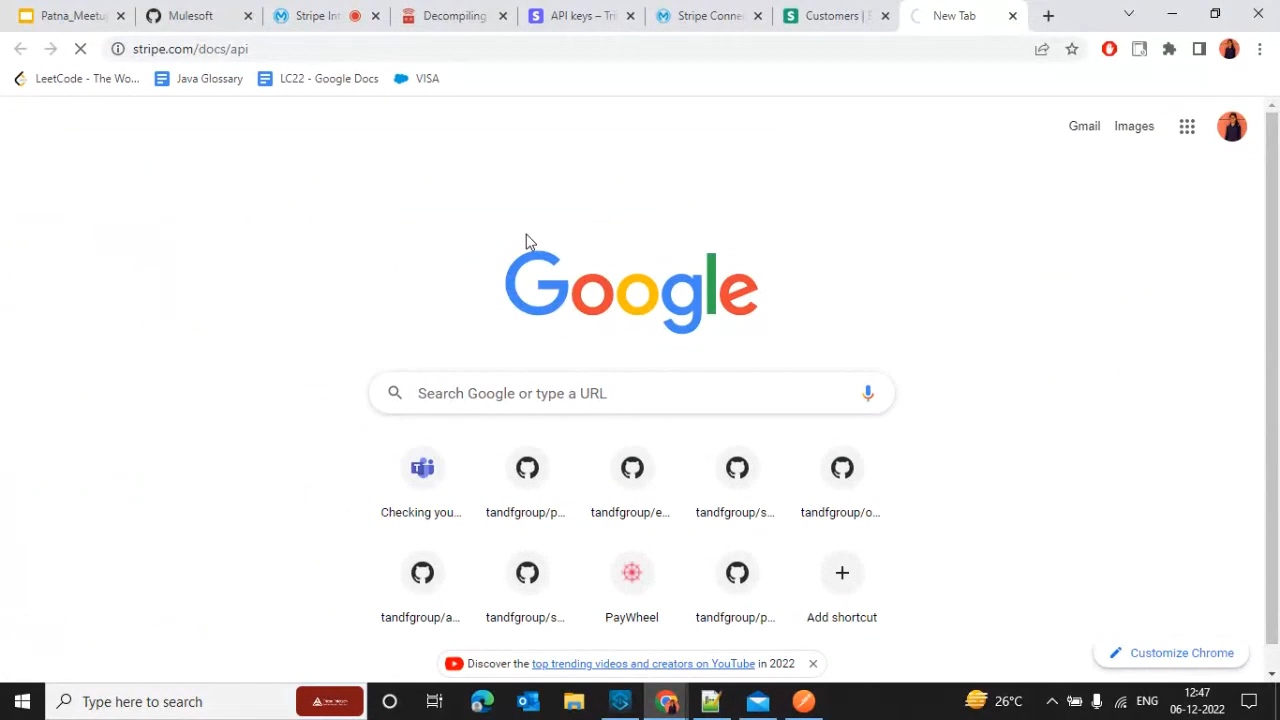 Patna_Meetup
Mulesoft
Stripe Int
Decompiling
API keys – Tri
Stripe Conne
Customers | S
New Tab
stripe.com/docs/api
LeetCode - The Wo...
Java Glossary
LC22 - Google Docs
VISA
Gmail Images
Google
Search Google or type a URL
Checking you... tandfgroup/p... tandfgroup/e... tandfgroup/s... tandfgroup/o...
tandfgroup/a... tandfgroup/s... PayWheel tandfgroup/p... Add shortcut
Discover the top trending videos and creators on YouTube in 2022
Customize Chrome
Type here to search
26°C
ENG
12:47
06-12-2022